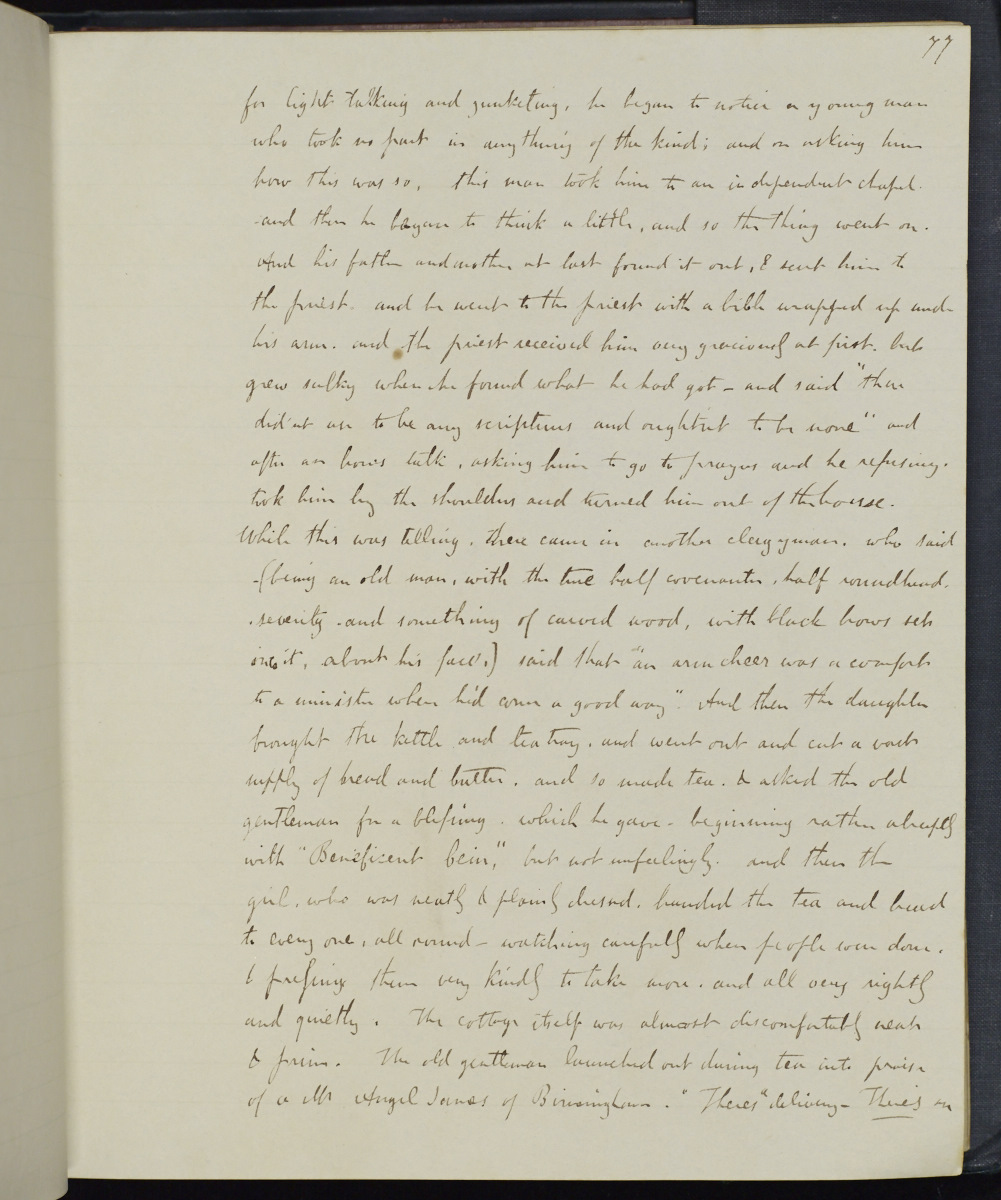 77
for light talking and junketing, he began to notice a young man
who took no part in anything of the kind; and on asking him
how this was so, this man took him to an independent chapel.
and then he began to think a little, and so the thing went on.
And his father and mother at last found it out, & sent him to
the priest. and he went to the priest with a bible wrapped up under
his arm. and the priest received him very graciously at first. but
grew sulky when he found what he had got - and said "there
did'nt use to be any scriptures and oughtn't to be none" and
after an hours talk, asking him to go to prayers and he refusing.
took him by the shoulders and turned him out of the house.
While this was telling. there came in another clergyman. who said
(being an old man, with the true half covenanter, half roundhead.
severity - and something of carved wood, with black brows set
into it, about his face.) said that "an arm cheer was a comfort
to a minister when he'd come a good way". And then the daughter
brought the kettle and tea tray, and went out and cut a vast
supply of bread and butter. and so made tea. & asked the old
gentleman for a blessing. which he gave - beginning rather abruptly
with "Beneficent bein", but not unfeelingly. and then the
girl, who was neatly & plainly dressed. handed the tea and bread
to every one, all round - watching carefully when people were done.
& pressing them very kindly to take more. and all very rightly
and quietly. The cottage itself was almost discomfortably neat
& prim. The old gentleman launched out during tea into praise
of a Mr Angel James of Birmingham. "Theres" delivery - There's an